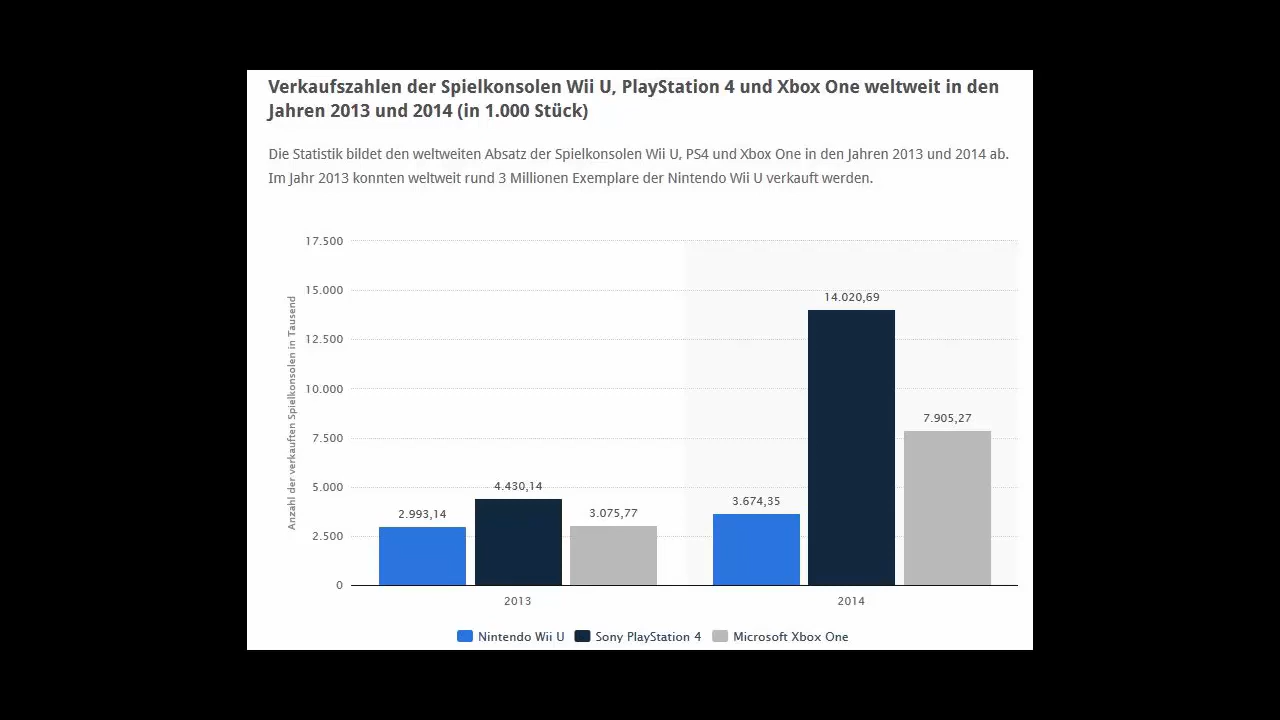 Verkaufszahlen der Spielkonsolen Wii U, PlayStation 4 und Xbox One weltweit in den
Jahren 2013 und 2014 (in 1.000 Stück)
Die Statistik bildet den weltweiten Absatz der Spielkonsolen Wii U, PS4 und Xbox One in den Jahren 2013 und 2014 ab.
Im Jahr 2013 konnten weltweit rund 3 Millionen Exemplare der Nintendo Wii U verkauft werden.
Anzahl der verkauften Spielkonsolen in Tausend
17.500
15.000
12.500
10.000
7.500
5.000
2.500
0
2.993,14
4.430,14
3.075,77
3.674,35
14.020,69
7.905,27
2013
2014
Nintendo Wii U
Sony PlayStation 4
Microsoft Xbox One